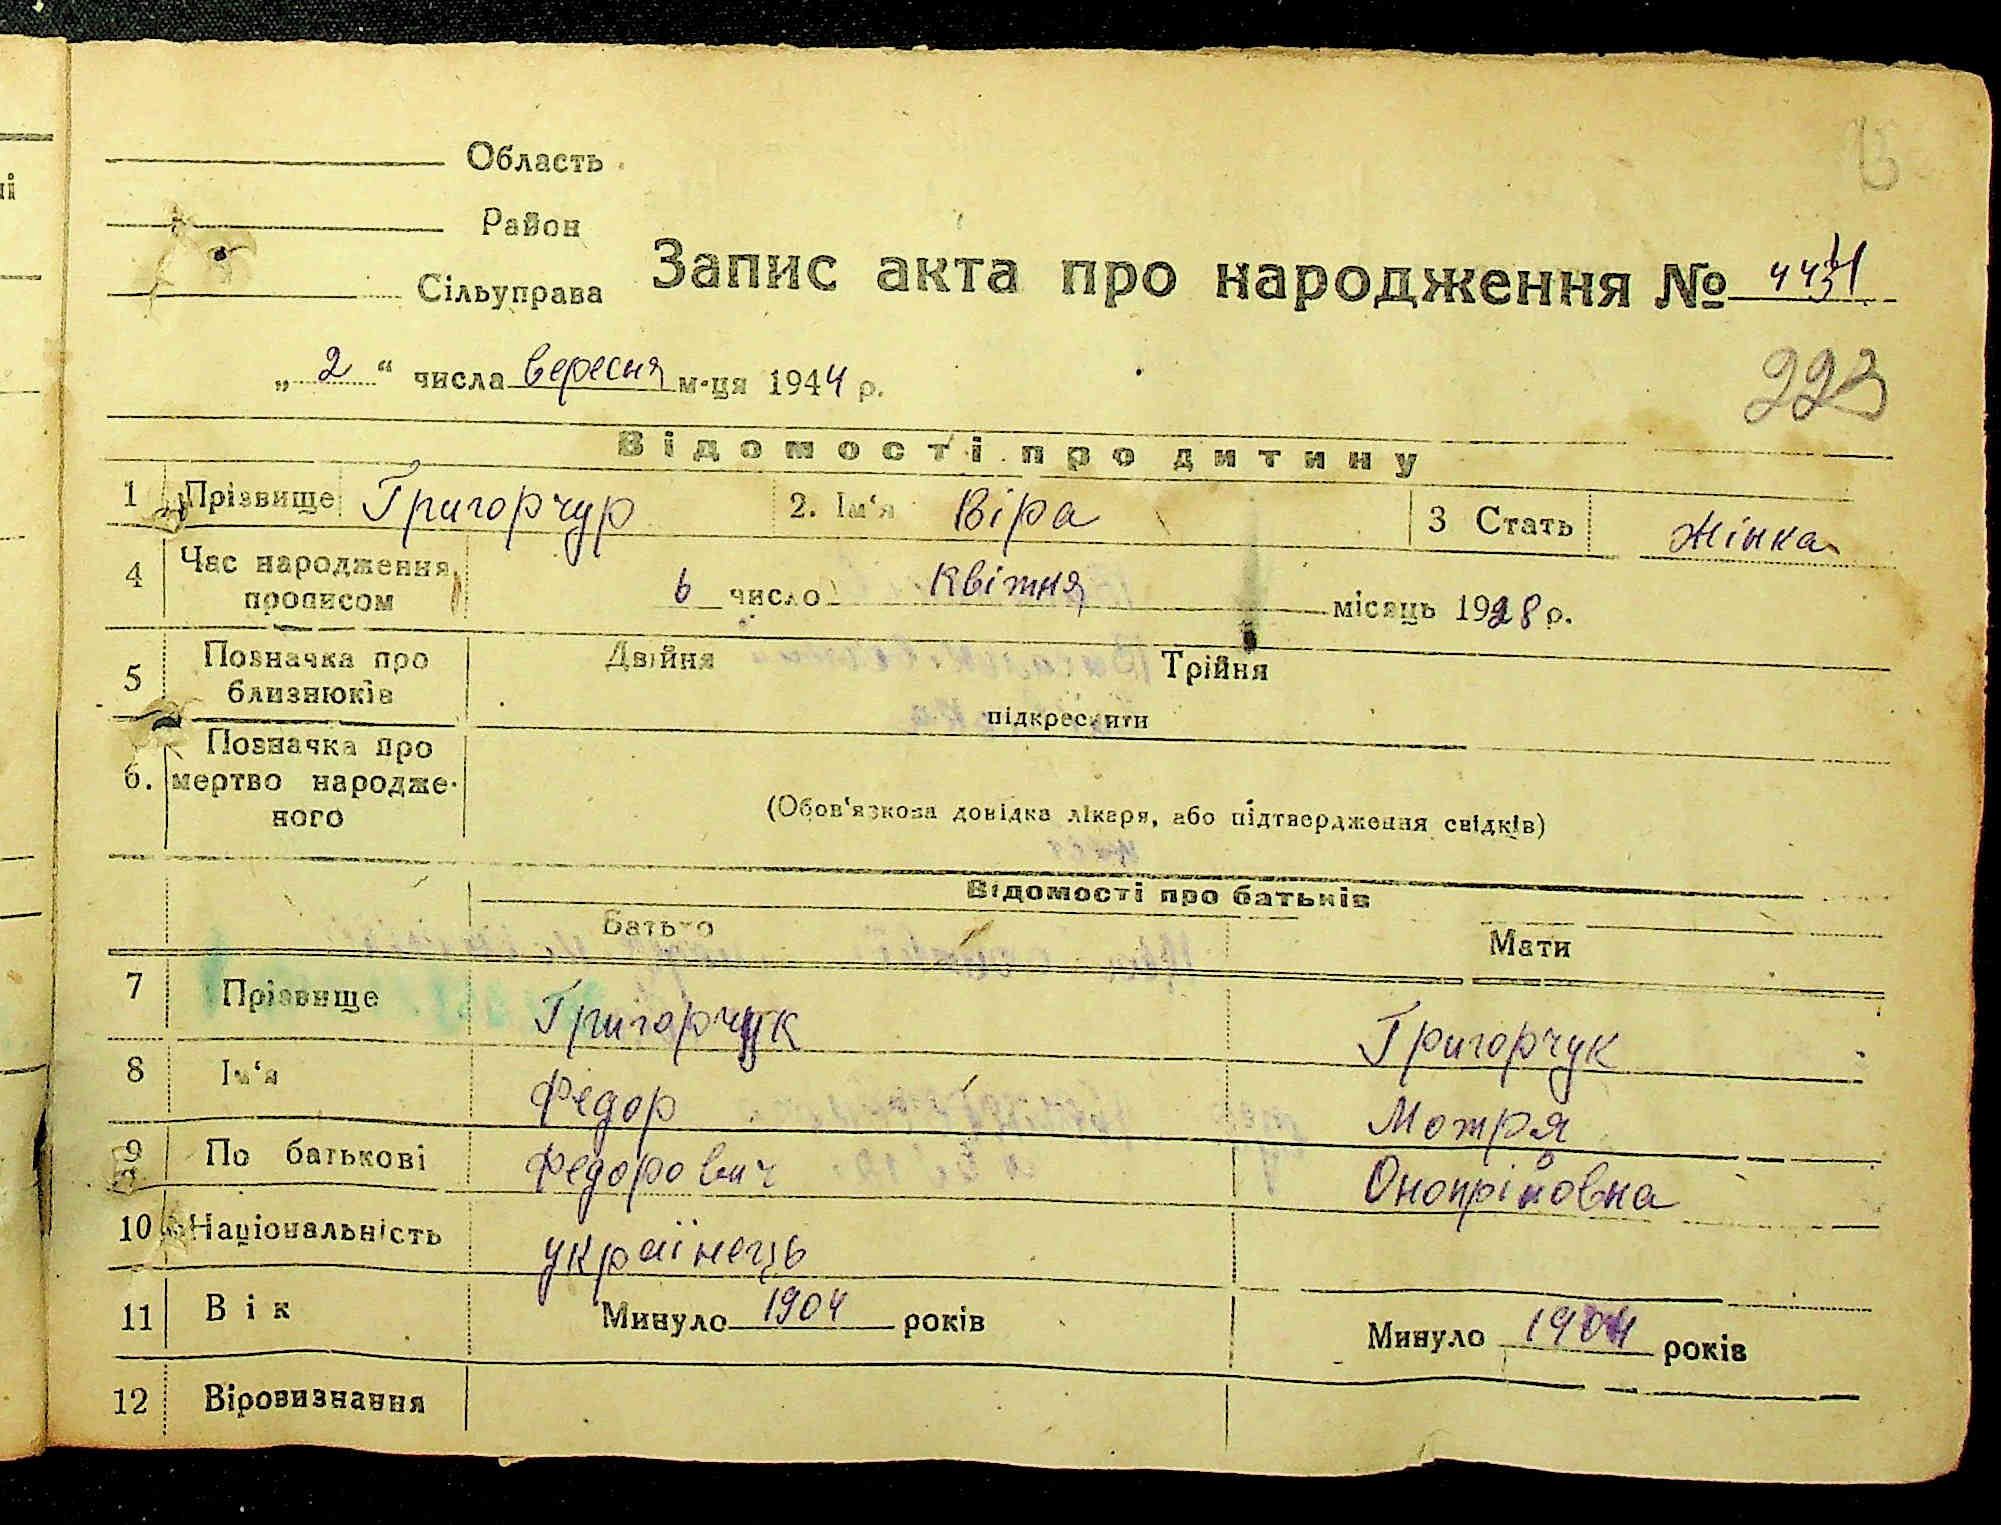 Область
Район
Сільуправа
Запис акта про народження №
223
„ 2 “ числа вересня м-ця 1944 р.
Відомості про дитину
1 Прізвище Григорчур 2. Ім‘я Віра 3 Стать Жінка
4 Час народження прописом 6 число квітня місяць 1928 р.
5 Позначка про близнюків Двійня Трійня
підкреслити
6. Позначка про мертво народженого
(Обов‘язкова довідка лікаря, або підтвердження свідків)
Відомості про батьків
Батько Мати
7 Прізвище Григорчук Григорчук
8 Ім‘я Федор Мотря
9 По батькові Федорович Онопрійовна
10 Національність українець
11 Вік Минуло 1904 років Минуло 1904 років
12 Віровизнання